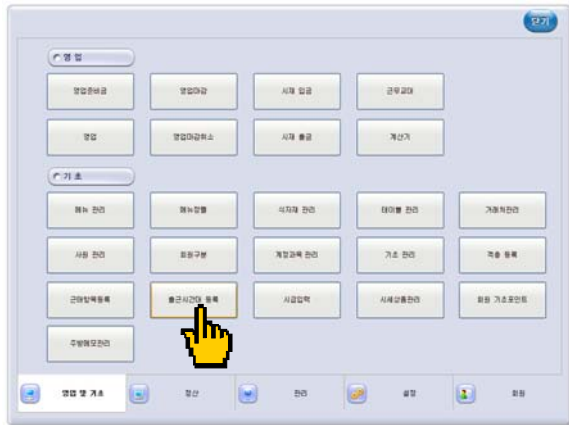 닫기
영 업
영업준비금
영업마감
시재 입금
근무교대
영업
영업마감취소
시재 출금
계산기
기 초
메뉴 관리
메뉴정렬
식자재 관리
테이블 관리
거래처관리
사원 관리
회원구분
계정과목 관리
기초 관리
객층 등록
근태항목등록
출근시간대 등록
시급입력
시세상품관리
회원 기초포인트
주방메모관리
영업 및 기초
정산
관리
설정
회원